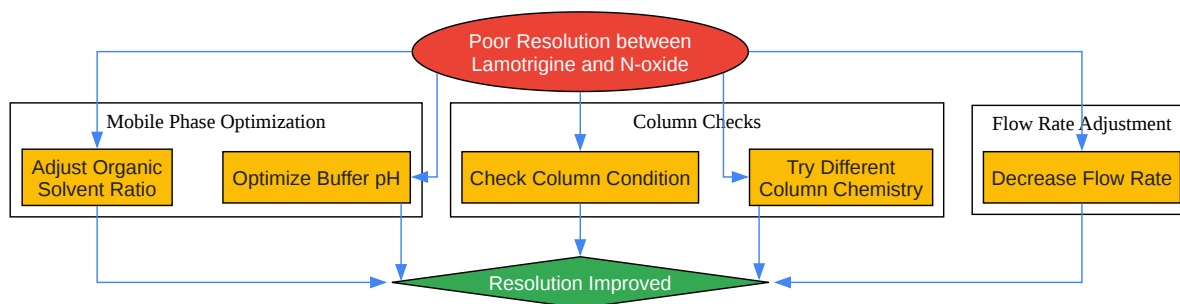 Poor Resolution between
Lamotrigine and N-oxide
Mobile Phase Optimization
Column Checks
Flow Rate Adjustment
Adjust Organic
Solvent Ratio
Optimize Buffer pH
Check Column Condition
Try Different
Column Chemistry
Decrease Flow Rate
Resolution Improved